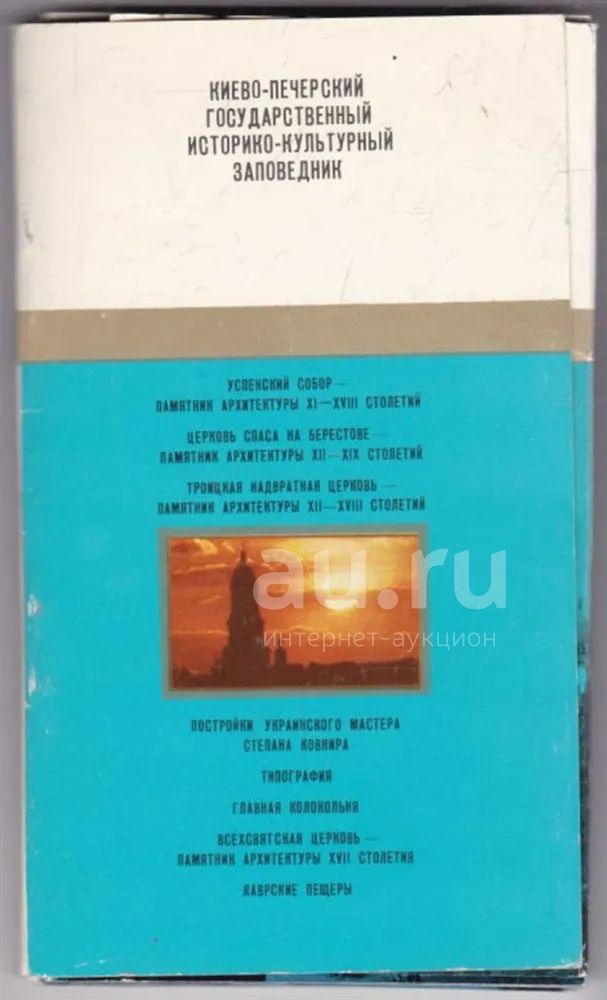 КИЕВО-ПЕЧЕРСКИЙ
ГОСУДАРСТВЕННЫЙ
ИСТОРИКО-КУЛЬТУРНЫЙ
ЗАПОВЕДНИК
УСПЕНСКИЙ СОБОР—
ПАМЯТНИК АРХИТЕКТУРЫ XI—XVIII СТОЛЕТИЙ
ЦЕРКОВЬ СПАСА НА БЕРЕСТОВЕ—
ПАМЯТНИК АРХИТЕКТУРЫ XII—XIX СТОЛЕТИЙ
ТРОИЦКАЯ НАДВРАТНАЯ ЦЕРКОВЬ—
ПАМЯТНИК АРХИТЕКТУРЫ XII—XVIII СТОЛЕТИЙ
au.ru
интернет-аукцион
ПОСТРОЙКИ УКРАИНСКОГО МАСТЕРА
СТЕПАНА КОВНИРА
ТИПОГРАФИЯ
ГЛАВНАЯ КОЛОКОЛЬНЯ
ВСЕХСВЯТСКАЯ ЦЕРКОВЬ—
ПАМЯТНИК АРХИТЕКТУРЫ XVII СТОЛЕТИЯ
ЛАВРСКИЕ ПЕЩЕРЫ